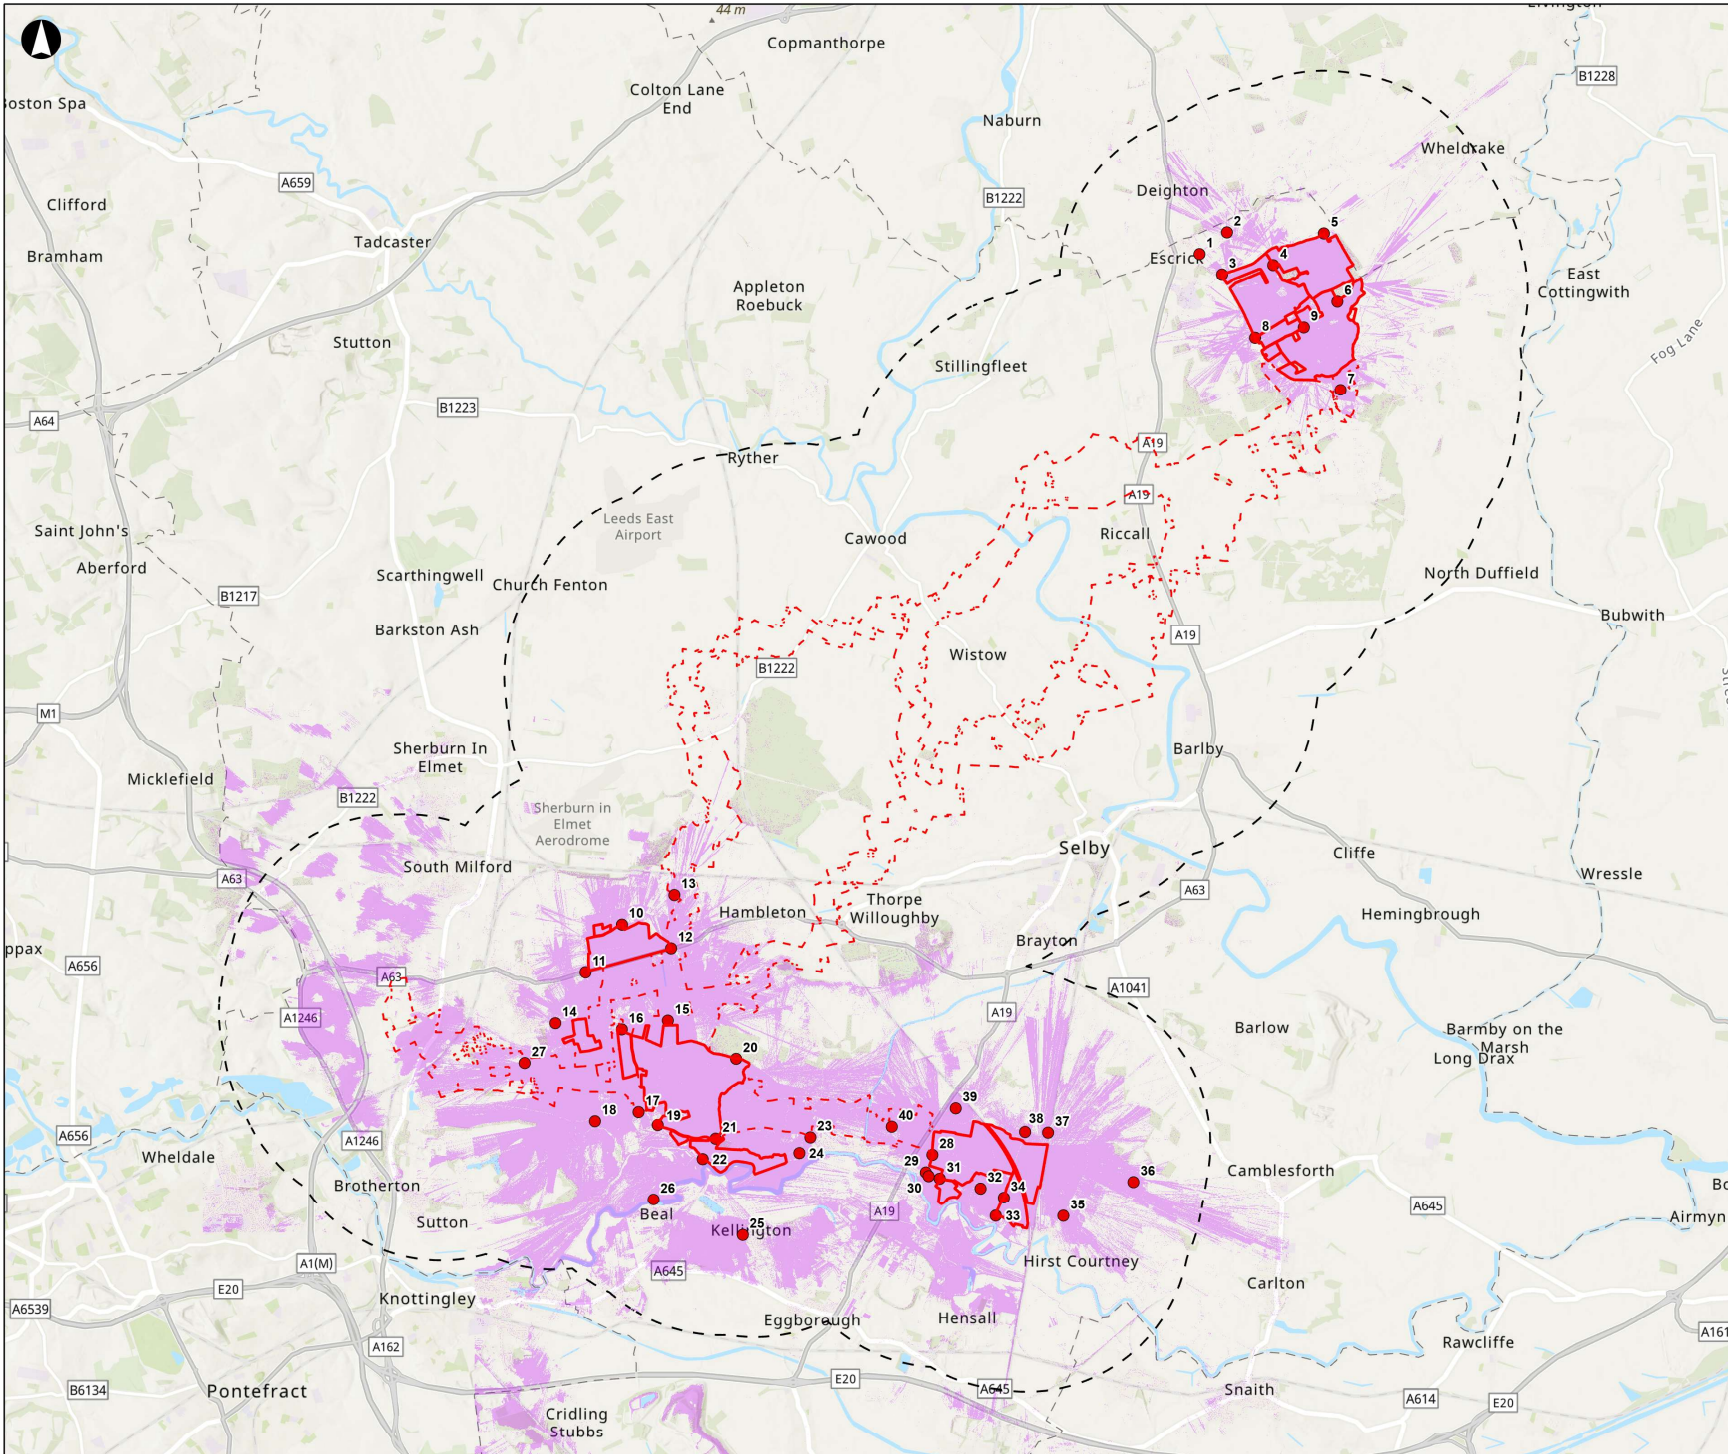 44 m
Copmanthorpe
B1228
Colton Lane
End
Naburn
Wheldrake
A659
Deighton
B1222
Clifford
2
5
Tadcaster
1
Bramham
Escrick
3
4
East
Cottingwith
Appleton
Roebuck
6
9
8
Fog Lane
Stutton
Stillingfleet
7
B1223
A64
A19
Ryther
A19
Leeds East
Airport
Saint John's
Cawood
Riccall
Aberford
Scarthingwell
Church Fenton
North Duffield
B1217
Bubwith
Barkston Ash
A19
Wistow
B1222
M1
Sherburn In
Elmet
Barlby
Micklefield
B1222
Sherburn in
Elmet
Aerodrome
Selby
Cliffe
South Milford
A63
Wressle
A63
13
Thorpe
Willoughby
Hambleton
10
Hemingbrough
12
Brayton
A656
11
A63
A1041
A1246
14
15
16
A19
Barlow
Barmby on the
Marsh
Long Drax
20
27
39
18
17
40
38
37
A656
19
A1246
21
23
28
Wheldale
22
24
29
31
Camblesforth
36
Brotherton
30
32
34
26
A645
Sutton
Beal
A19
33
35
Airmyn
25
Kellington
A1(M)
A645
Hirst Courtney
Carlton
E20
Knottingley
A6539
Eggborough
Hensall
A162
Rawcliffe
E20
B6134
Pontefract
A645
Snaith
A614
E20
Cridling
Stubbs